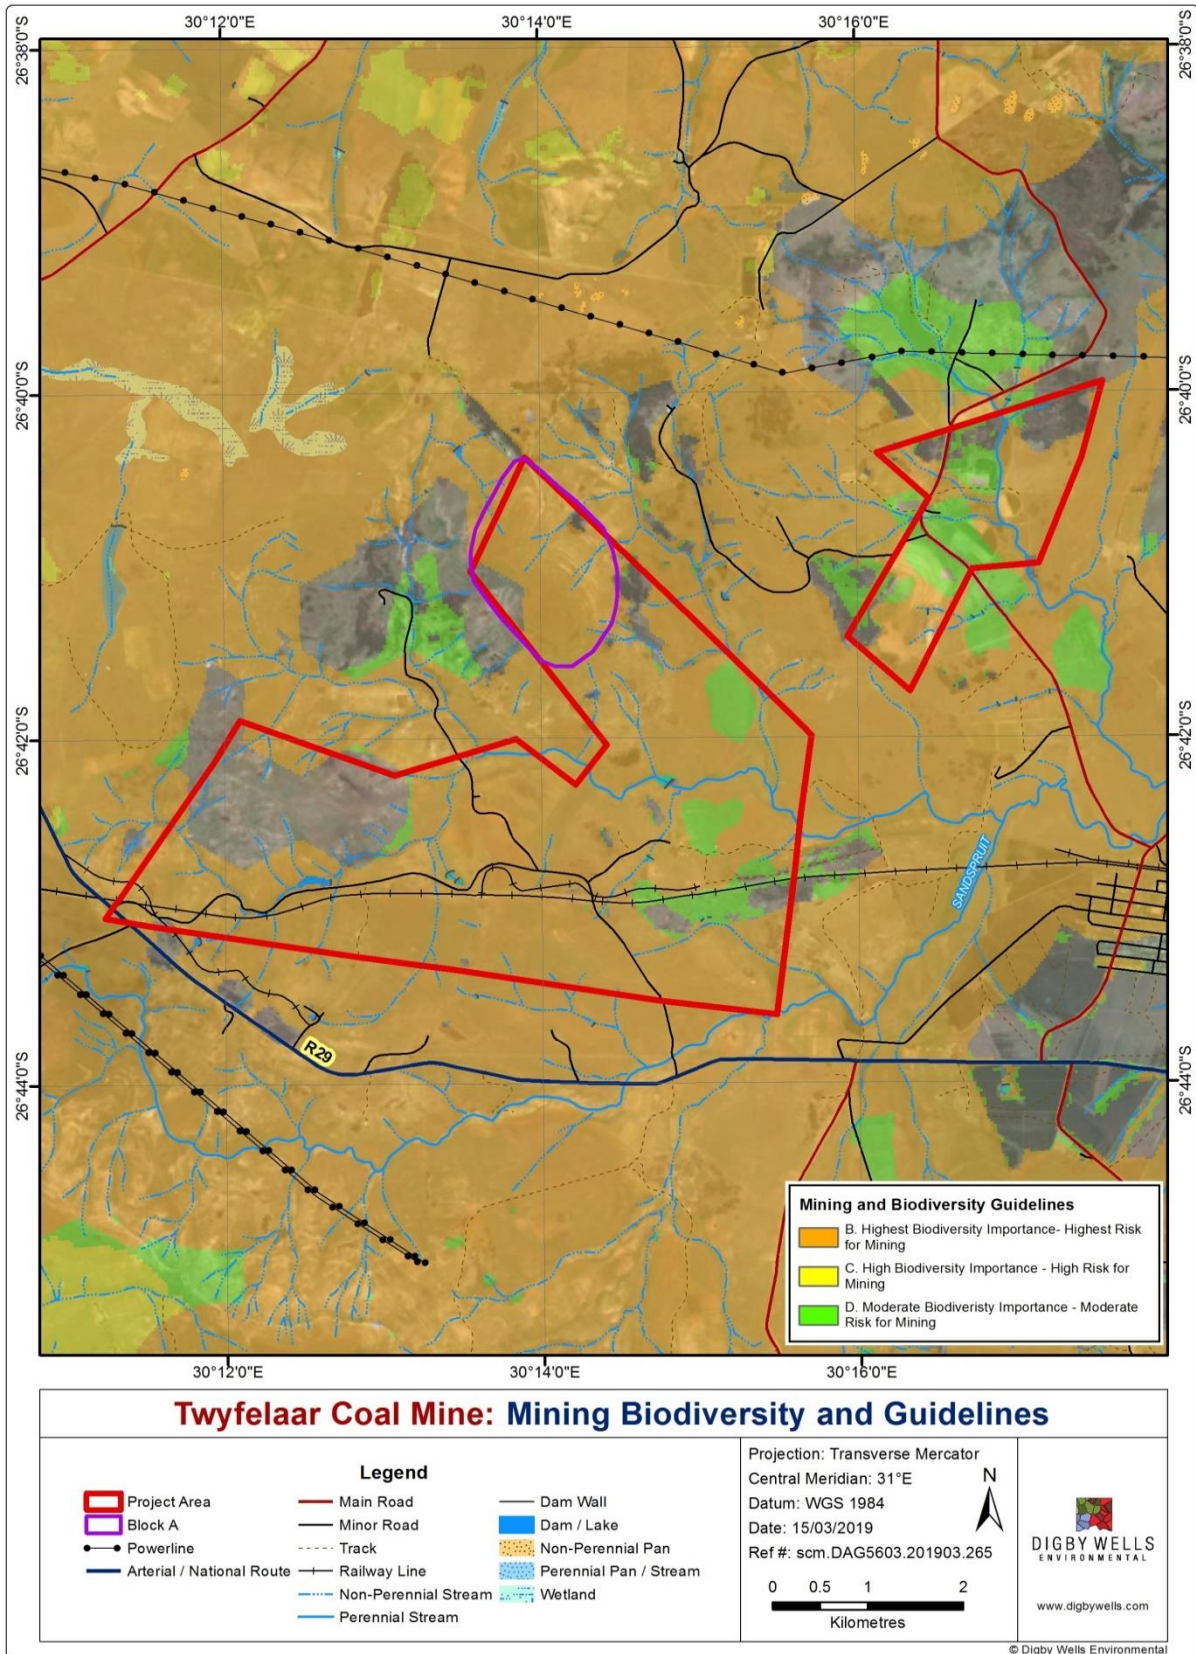 30°12'0"E
30°14'0"E
30°16'0"E
26°38'0"S
26°38'0"S
26°40'0"S
26°40'0"S
26°42'0"S
26°42'0"S
SANDSPRUIT
R29
26°44'0"S
26°44'0"S
Mining and Biodiversity Guidelines
B. Highest Biodiversity Importance- Highest Risk
for Mining
C. High Biodiversity Importance - High Risk for
Mining
D. Moderate Biodiveristy Importance - Moderate
Risk for Mining
30°12'0"E
30°14'0"E
30°16'0"E
Twyfelaar Coal Mine: Mining Biodiversity and Guidelines
Legend
Project Area
Block A
Powerline
Arterial / National Route
Main Road
Minor Road
Track
Railway Line
Non-Perennial Stream
Perennial Stream
Dam Wall
Dam / Lake
Non-Perennial Pan
Perennial Pan / Stream
Wetland
Projection: Transverse Mercator
Central Meridian: 31°E
Datum: WGS 1984
Date: 15/03/2019
Ref #: scm.DAG5603.201903.265
N
0 0.5 1 2
Kilometres
DIGBY WELLS
ENVIRONMENTAL
www.digbywells.com
© Digby Wells Environmental